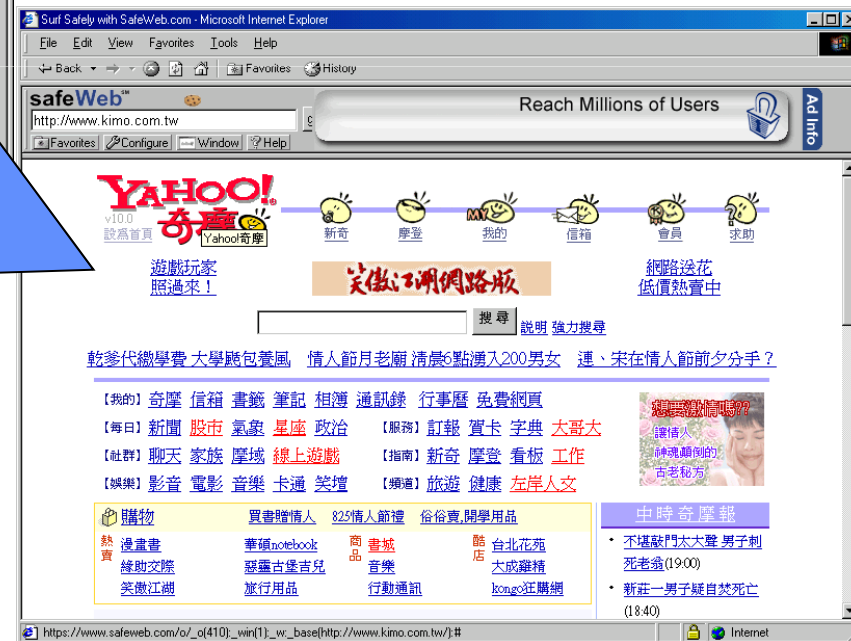 Surf Safely with SafeWeb.com - Microsoft Internet Explorer
File Edit View Favorites Tools Help
Back Favorites History
safeWeb℠
http://www.kimo.com.tw
Reach Millions of Users
Ad Info
Favorites Configure Window ?Help
YAHOO!
v10.0
設為首頁 奇摩
Yahoo!奇摩
新奇 摩登 MY 我的 信箱 會員 求助
遊戲玩家
照過來！
笑傲江湖網路版
網路送花
低價熱賣中
搜尋 說明 強力搜尋
乾爹代繳學費 大學颳包養風 情人節月老廟 清晨6點湧入200男女 連、宋在情人節前夕分手？
【我的】奇摩 信箱 書籤 筆記 相簿 通訊錄 行事曆 免費網頁
【每日】新聞 股市 氣象 星座 政治 【服務】訂報 賀卡 字典 大哥大
【社群】聊天 家族 摩域 線上遊戲 【指南】新奇 摩登 看板 工作
【娛樂】影音 電影 音樂 卡通 笑壇 【頻道】旅遊 健康 左岸人文
想要激情嗎??
讓情人
神魂顛倒的
古老秘方
購物 買書贈情人 825情人節禮 俗俗賣,開學用品
熱賣 漫畫書 華碩notebook 商品 書城 酷店 台北花苑
緣助交際 惡靈古堡吉兒 音樂 大成雞精
笑傲江湖 旅行用品 行動通訊 kongo狂購網
中時奇摩報
• 不堪敲門太大聲 男子刺死老翁(19:00)
• 新莊一男子疑自焚死亡(18:40)
https://www.safeweb.com/o/_o(410):_win(1):_w:_base(http://www.kimo.com.tw/):#
Internet